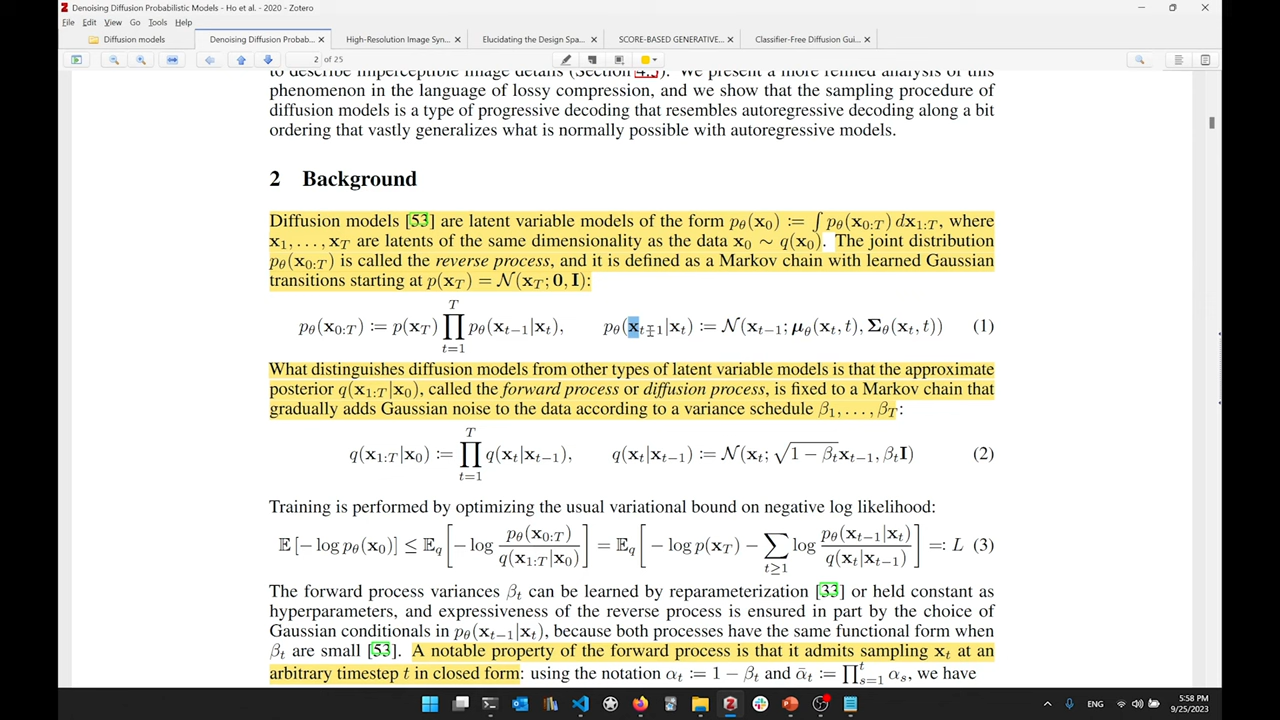 Denoising Diffusion Probabilistic Models - Ho et al. - 2020 - Zotero
File Edit View Go Tools Help
Diffusion models Denoising Diffusion Probab... × High-Resolution Image Syn... × Elucidating the Design Spa... × SCORE-BASED GENERATIVE... × Classifier-Free Diffusion Gui... ×
2 of 25
to describe imperceptible image details (Section 4.3). We present a more refined analysis of this
phenomenon in the language of lossy compression, and we show that the sampling procedure of
diffusion models is a type of progressive decoding that resembles autoregressive decoding along a bit
ordering that vastly generalizes what is normally possible with autoregressive models.
2 Background
Diffusion models [53] are latent variable models of the form pθ(x0) := ∫ pθ(x0:T) dx1:T, where
x1, . . . , xT are latents of the same dimensionality as the data x0 ∼ q(x0). The joint distribution
pθ(x0:T) is called the reverse process, and it is defined as a Markov chain with learned Gaussian
transitions starting at p(xT) = N(xT; 0, I):
pθ(x0:T) := p(xT) ∏_{t=1}^{T} pθ(xt−1|xt), pθ(xt−1|xt) := N(xt−1; μθ(xt, t), Σθ(xt, t)) (1)
What distinguishes diffusion models from other types of latent variable models is that the approximate
posterior q(x1:T|x0), called the forward process or diffusion process, is fixed to a Markov chain that
gradually adds Gaussian noise to the data according to a variance schedule β1, . . . , βT:
q(x1:T|x0) := ∏_{t=1}^{T} q(xt|xt−1), q(xt|xt−1) := N(xt; √(1 − βt)xt−1, βtI) (2)
Training is performed by optimizing the usual variational bound on negative log likelihood:
E [− log pθ(x0)] ≤ Eq[− log pθ(x0:T)/q(x1:T|x0)] = Eq[− log p(xT) − ∑_{t≥1} log pθ(xt−1|xt)/q(xt|xt−1)] =: L (3)
The forward process variances βt can be learned by reparameterization [33] or held constant as
hyperparameters, and expressiveness of the reverse process is ensured in part by the choice of
Gaussian conditionals in pθ(xt−1|xt), because both processes have the same functional form when
βt are small [53]. A notable property of the forward process is that it admits sampling xt at an
arbitrary timestep t in closed form: using the notation αt := 1 − βt and ᾱt := ∏_{s=1}^{t} αs, we have
ENG 5:58 PM
9/25/2023